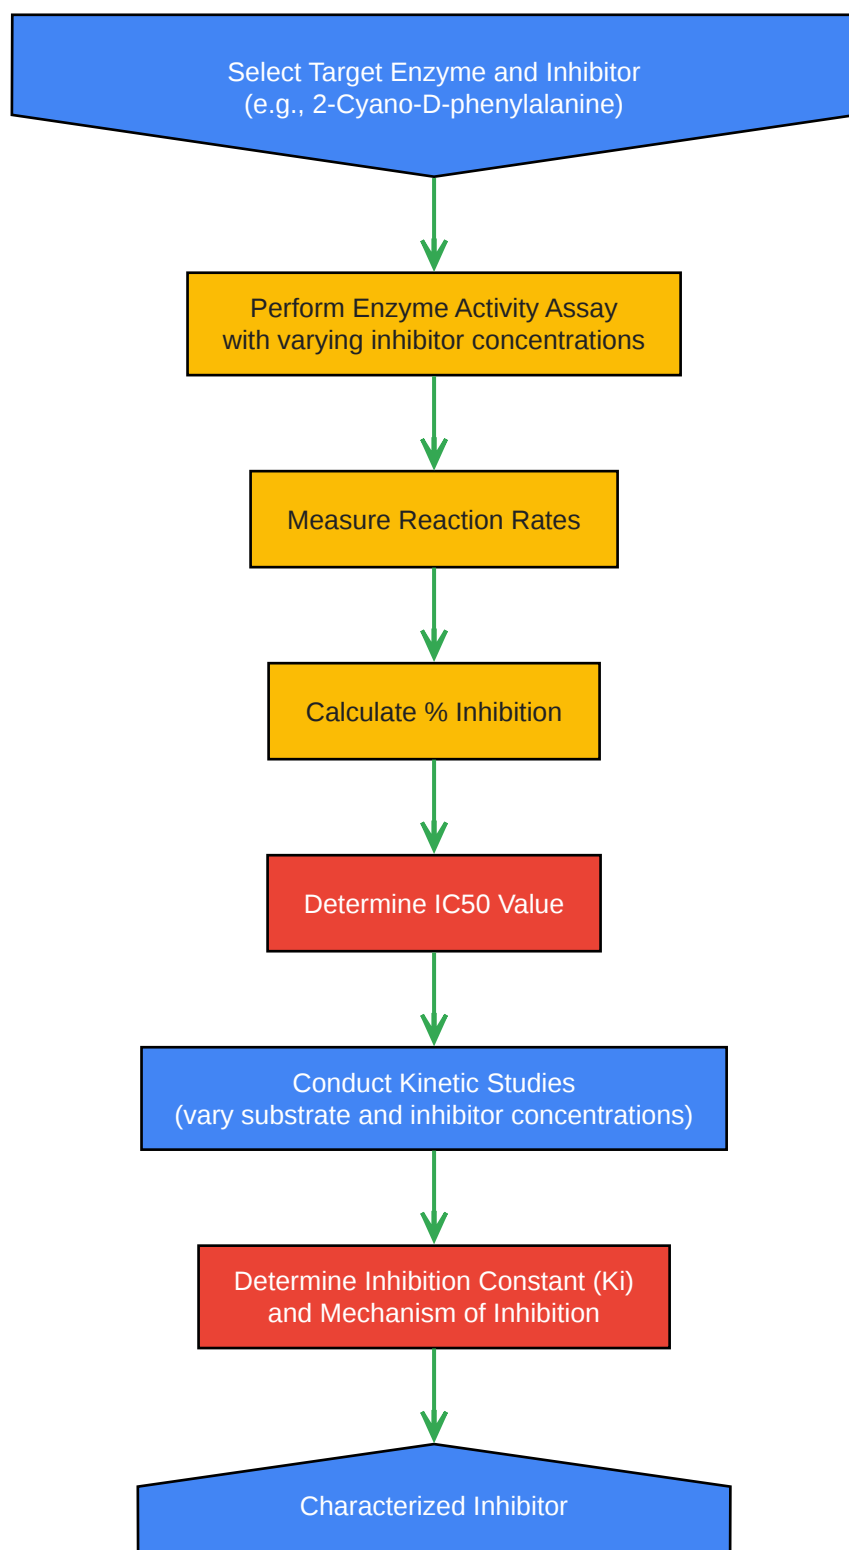 Select Target Enzyme and Inhibitor
(e.g., 2-Cyano-D-phenylalanine)
Perform Enzyme Activity Assay
with varying inhibitor concentrations
Measure Reaction Rates
Calculate % Inhibition
Determine IC50 Value
Conduct Kinetic Studies
(vary substrate and inhibitor concentrations)
Determine Inhibition Constant (Ki)
and Mechanism of Inhibition
Characterized Inhibitor